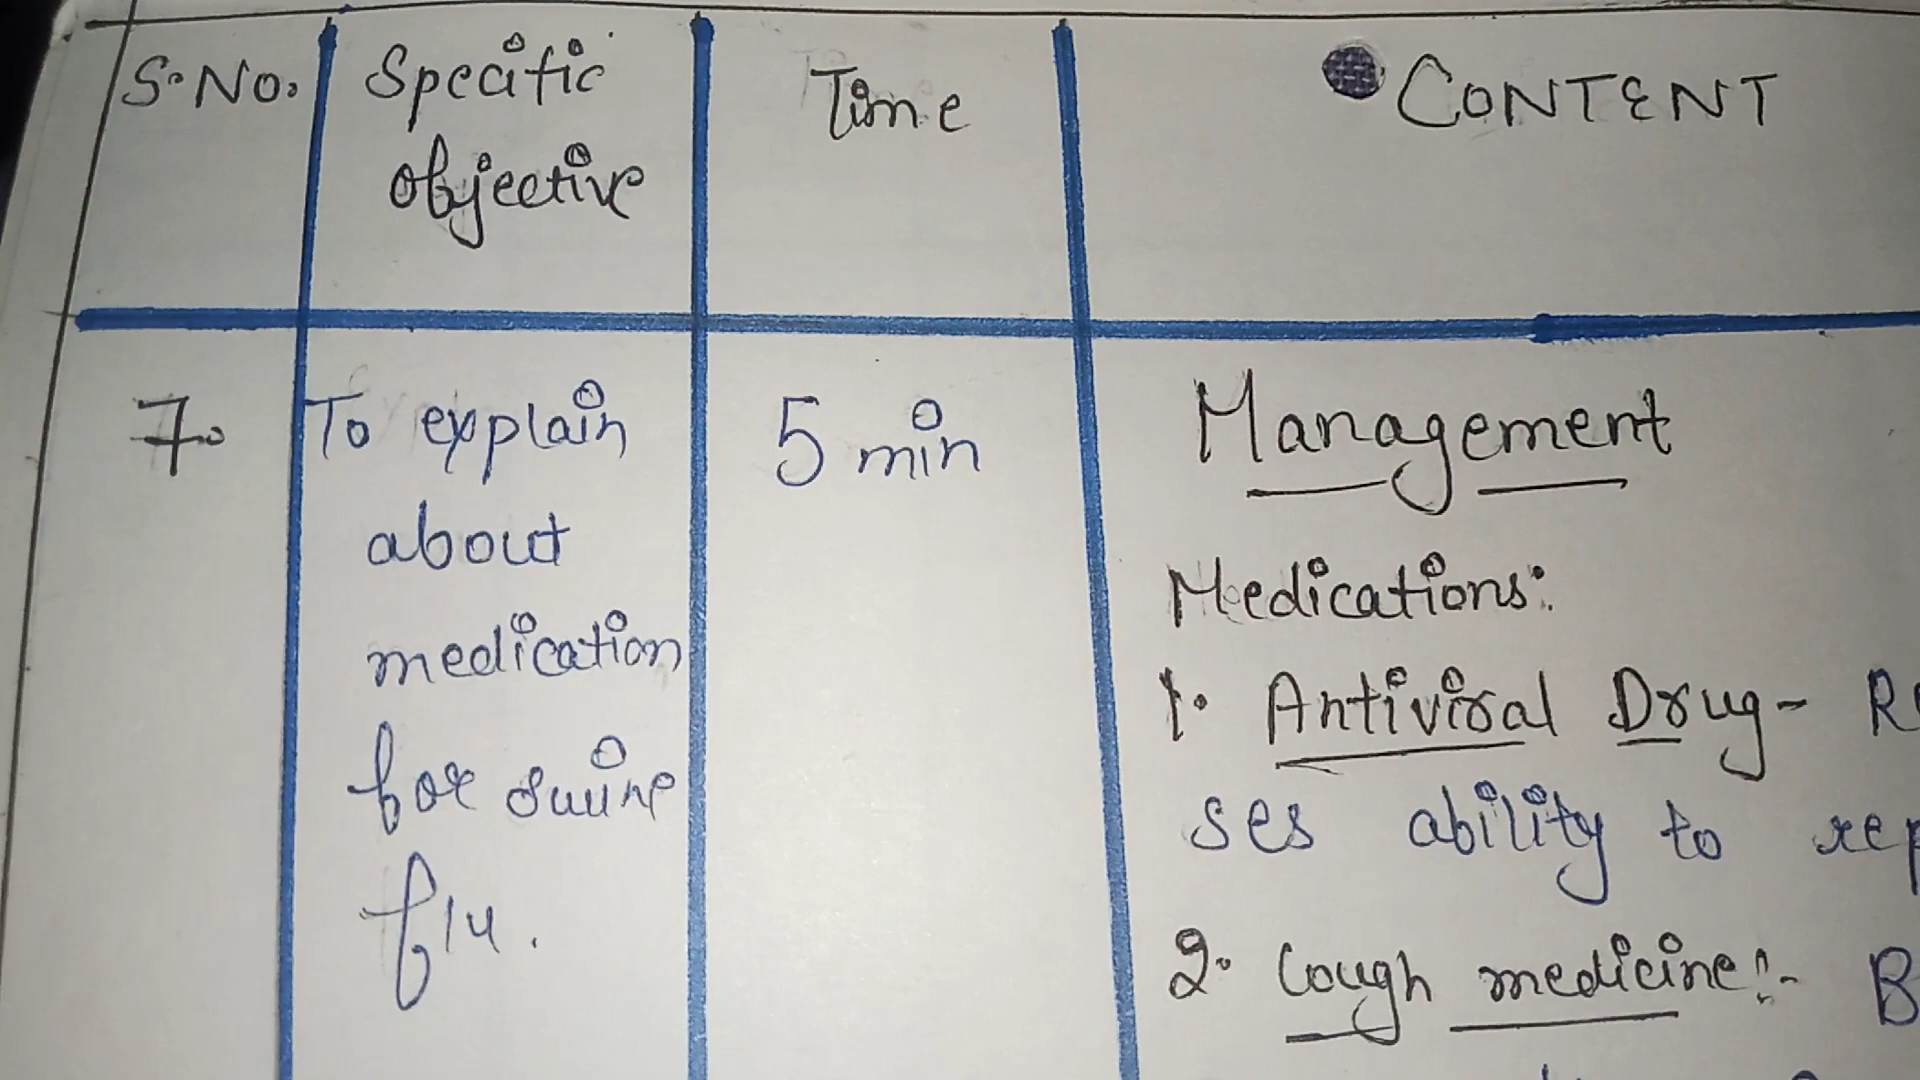 S.No.
Specific
objective
Time
CONTENT
7.
To explain
about
medication
for swine
flu.
5 min
Management
Medications:
1. Antiviral Drug-
ses ability to
2. Cough medicine:-